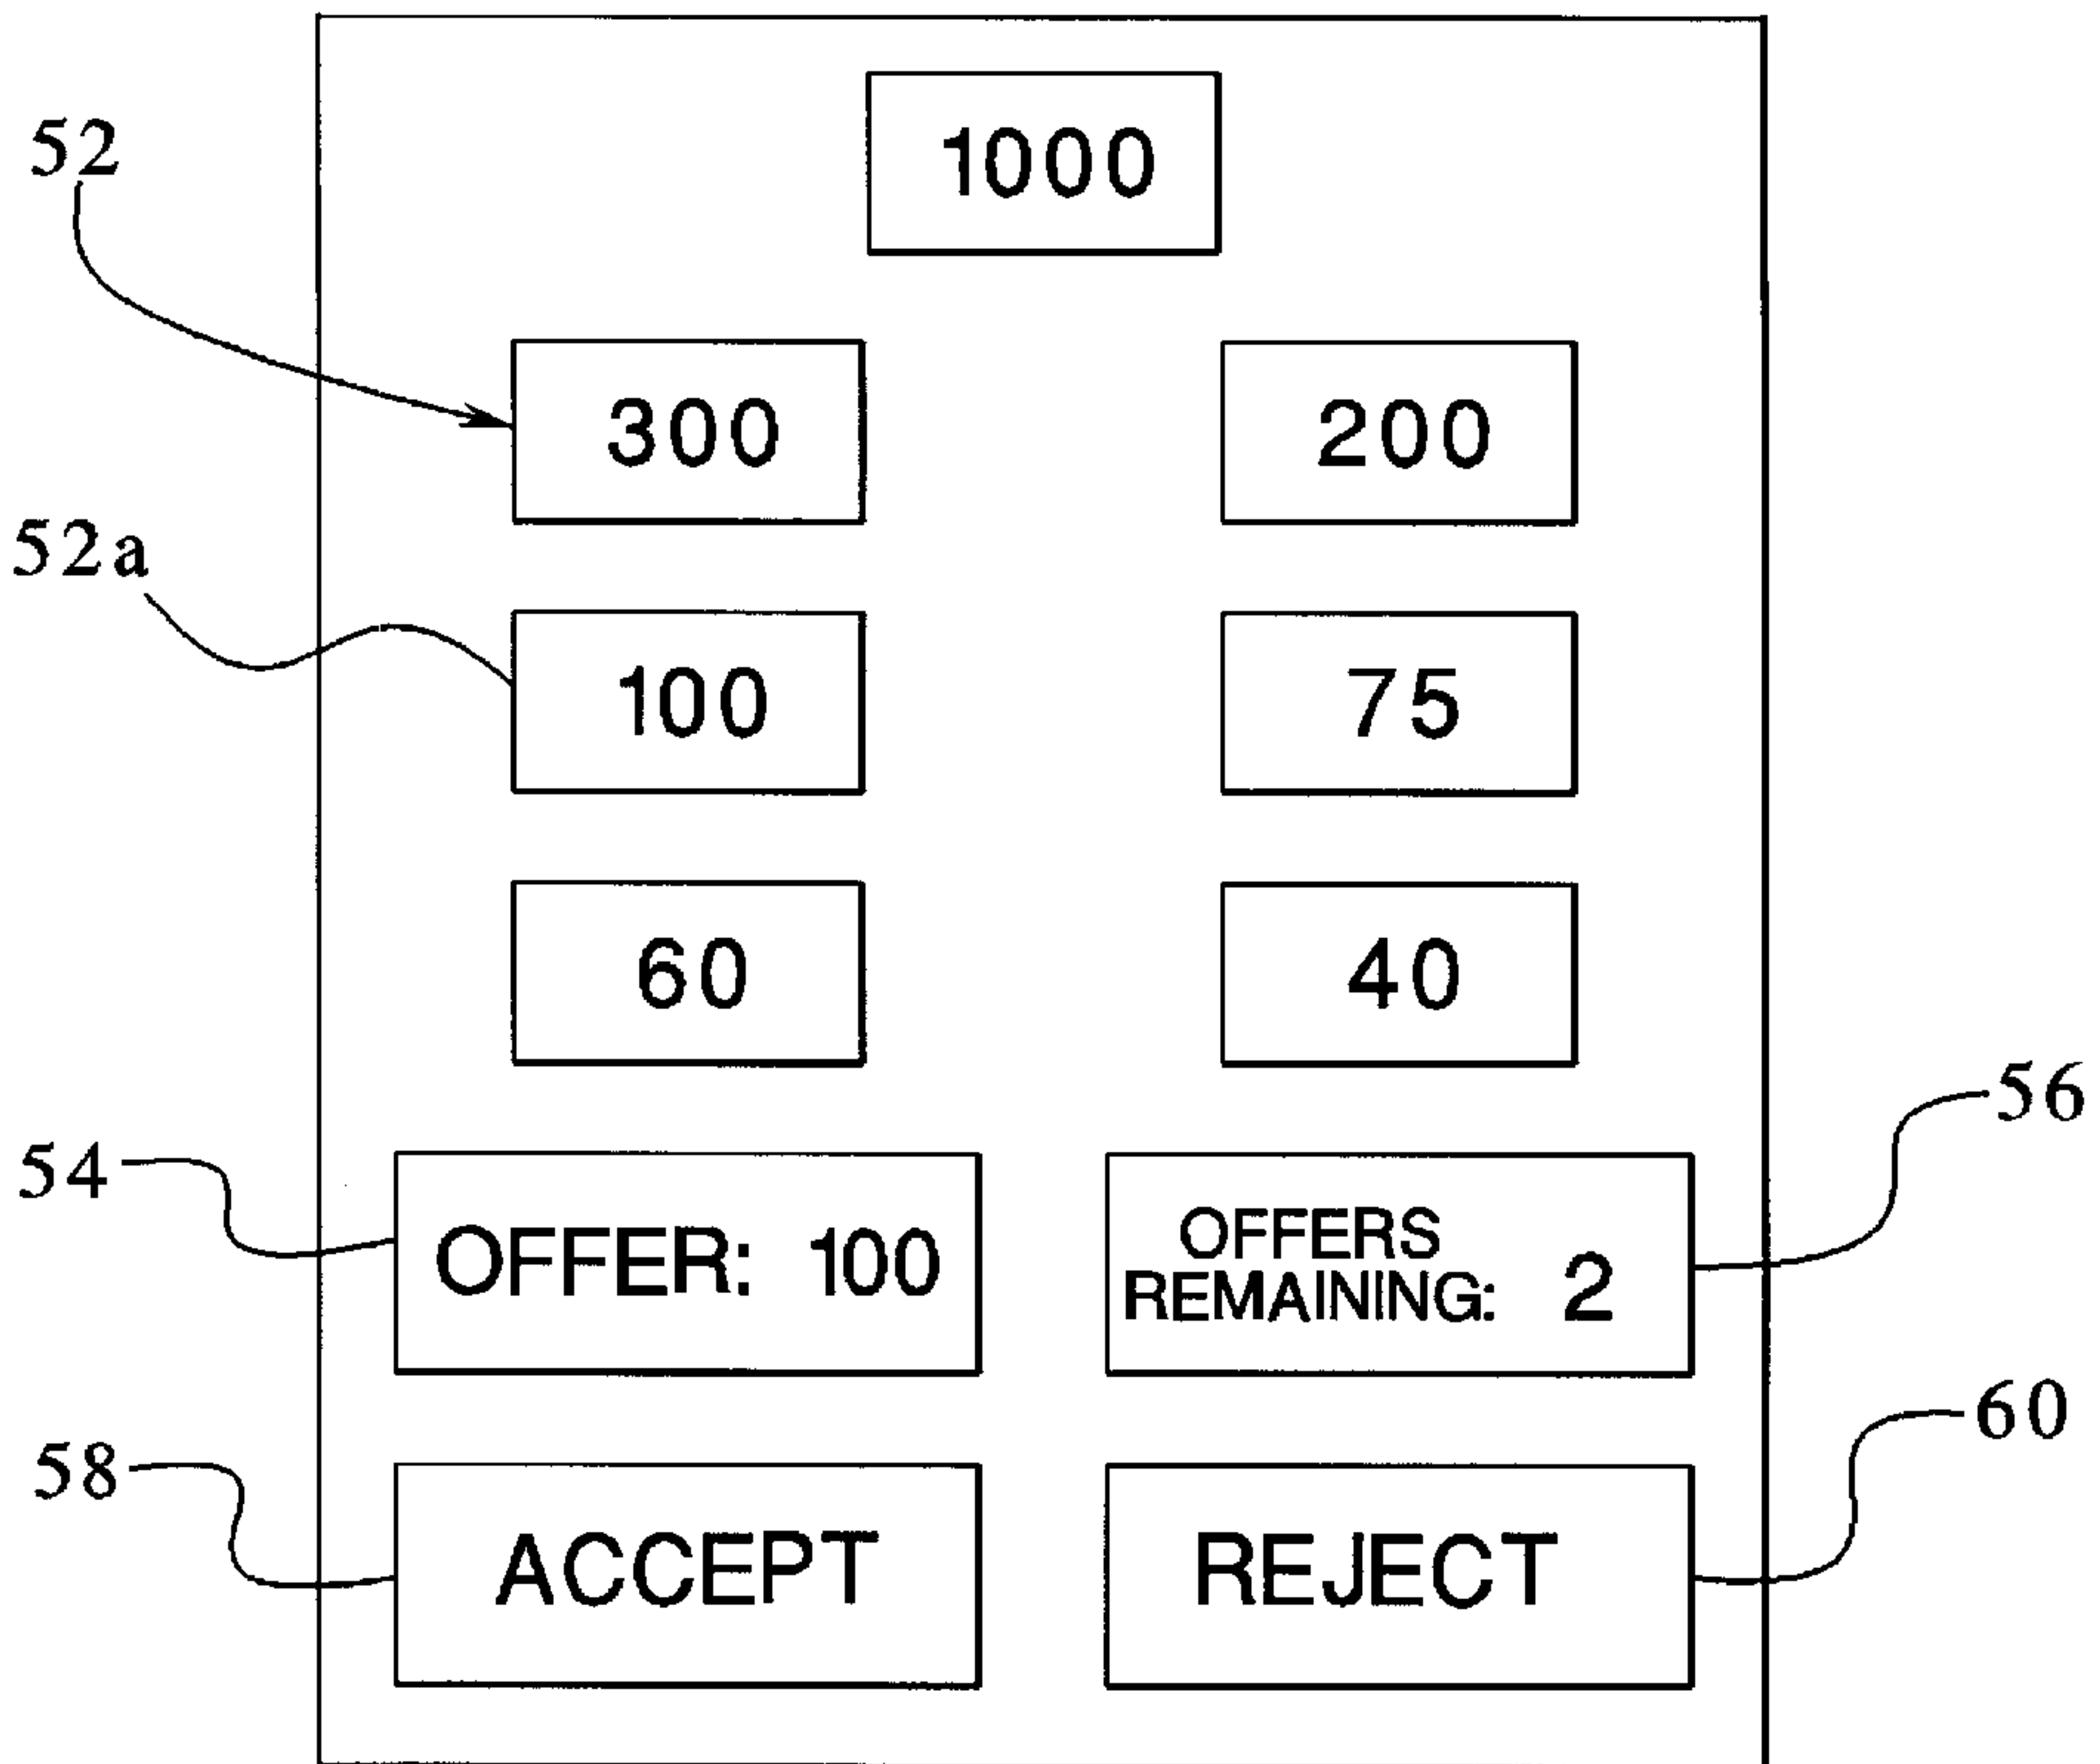 1000
52
300 200
52a
100 75
60 40
56
54
OFFER: 100
OFFERS
REMAINING: 2
60
58
ACCEPT REJECT